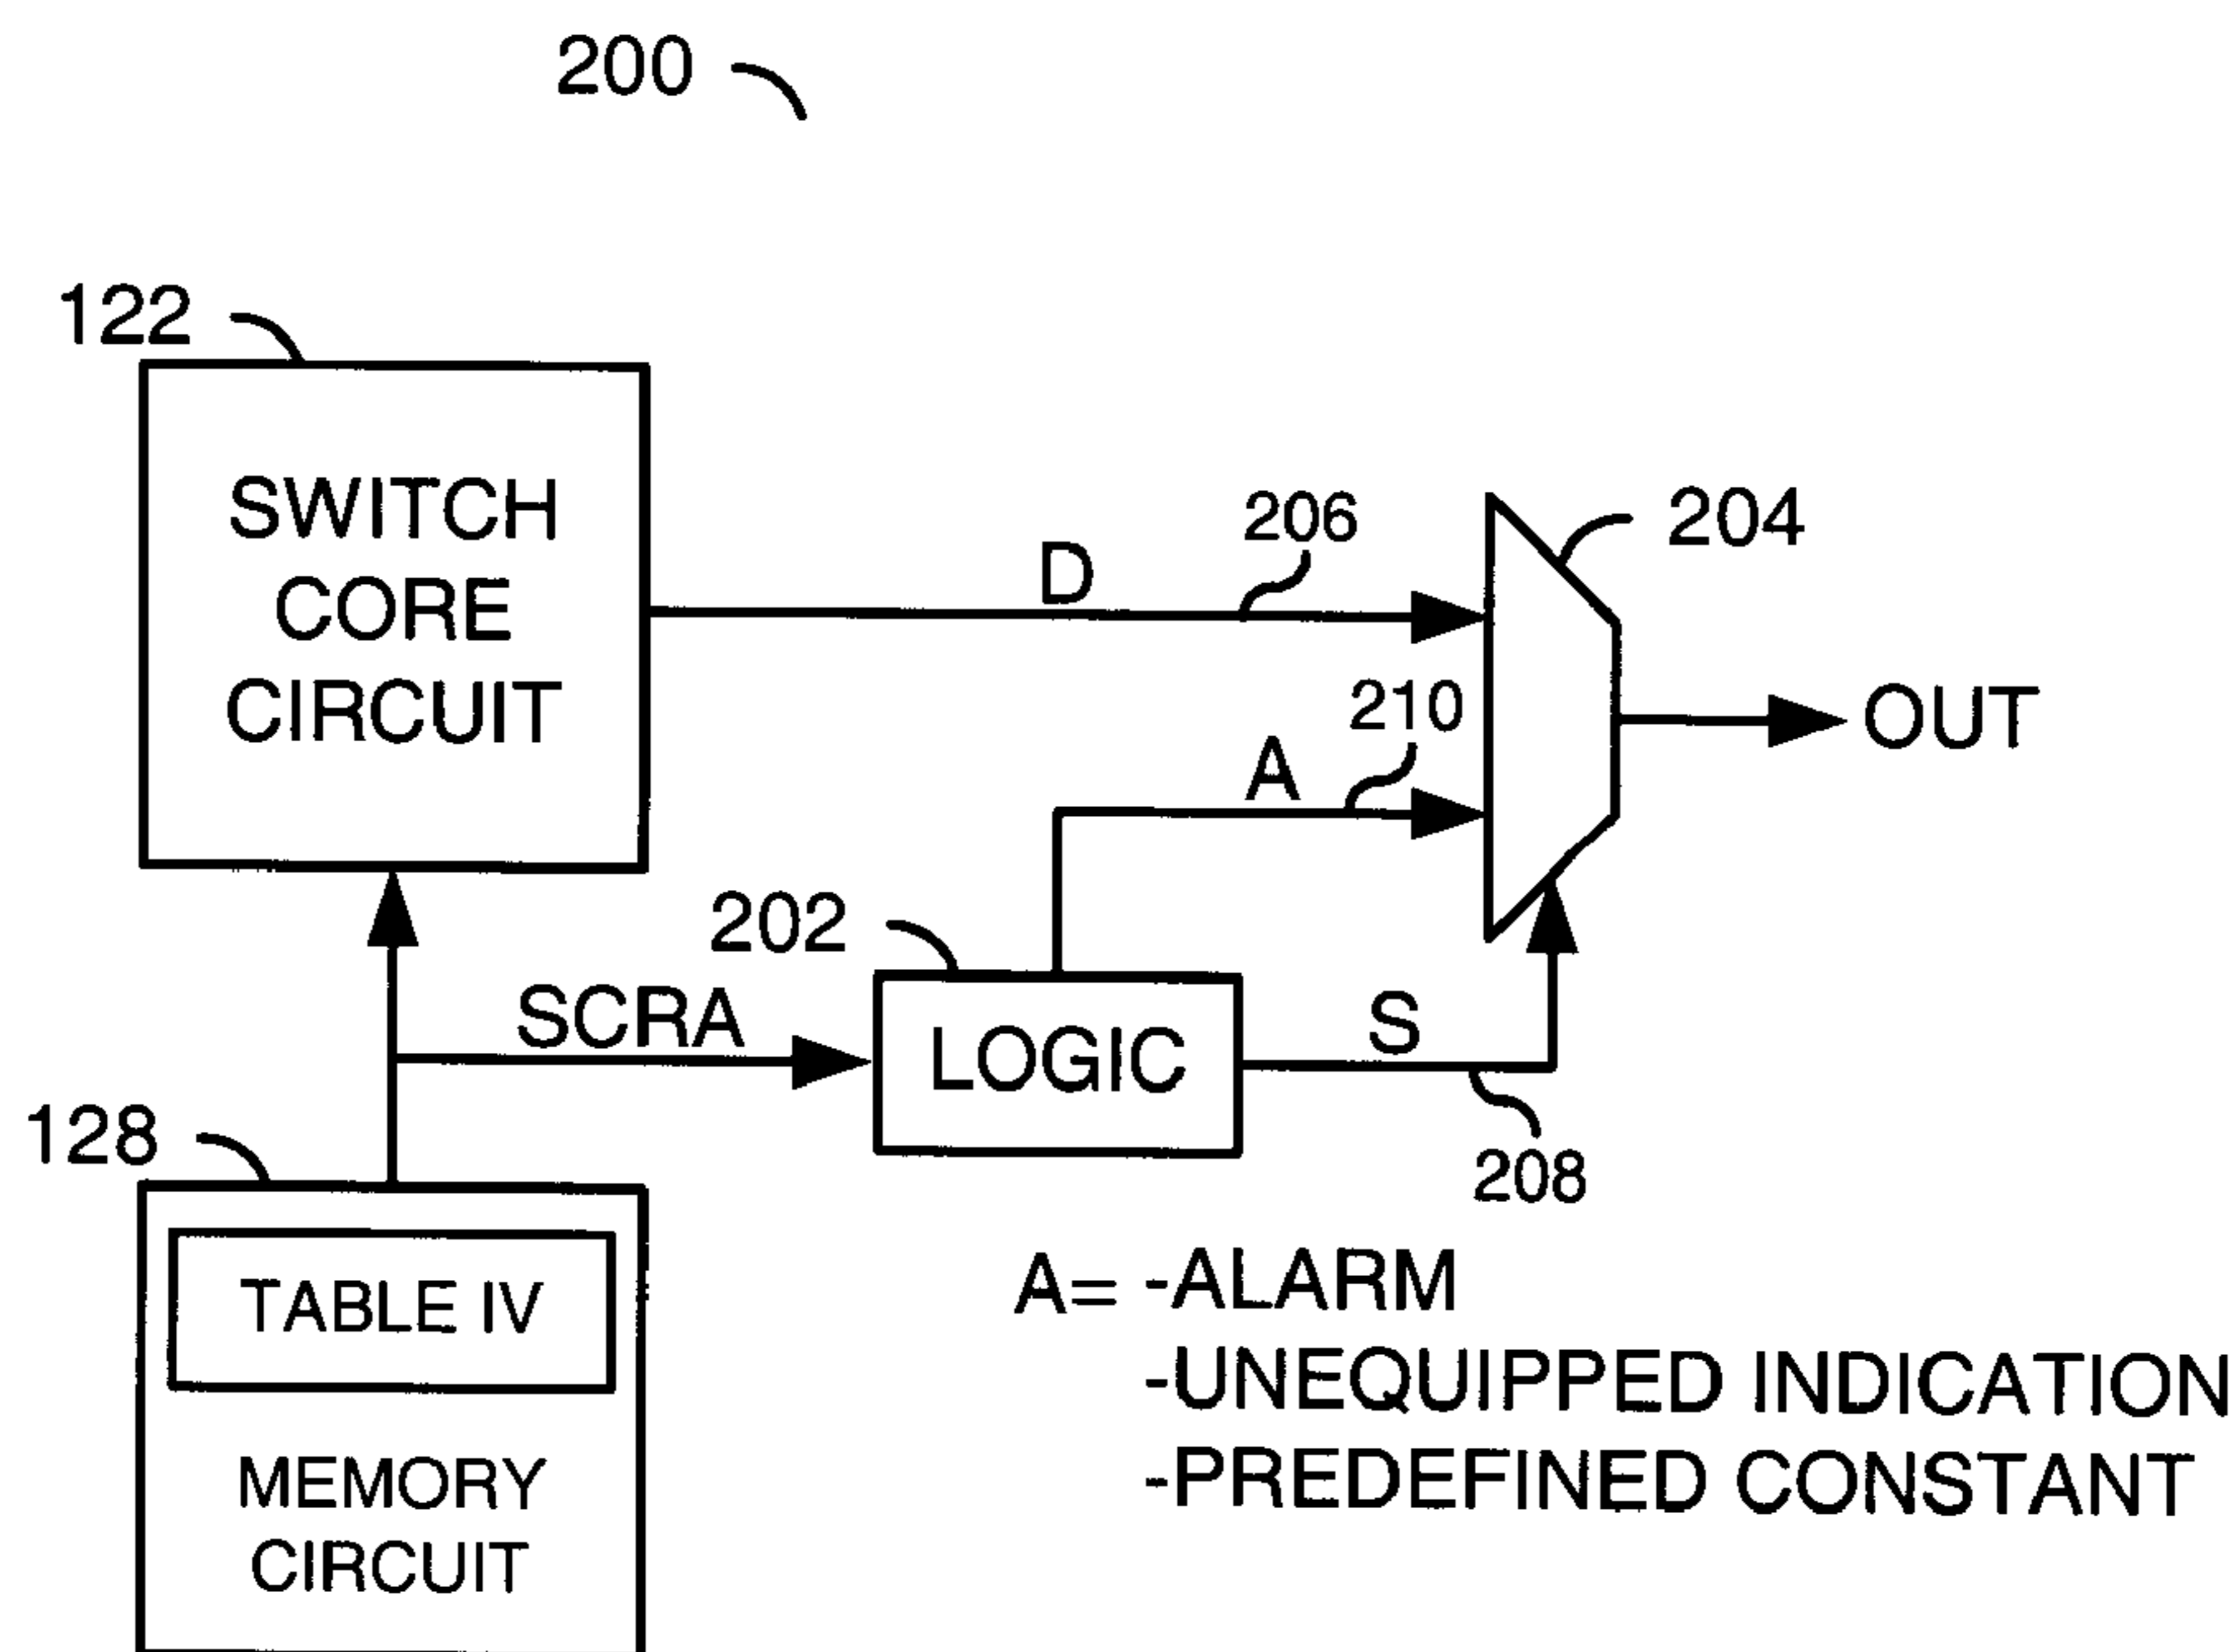 200
122
SWITCH
CORE
CIRCUIT
D
206
204
210
A
OUT
202
SCRA
LOGIC
S
208
128
TABLE IV
MEMORY
CIRCUIT
A= -ALARM
-UNEQUIPPED INDICATION
-PREDEFINED CONSTANT